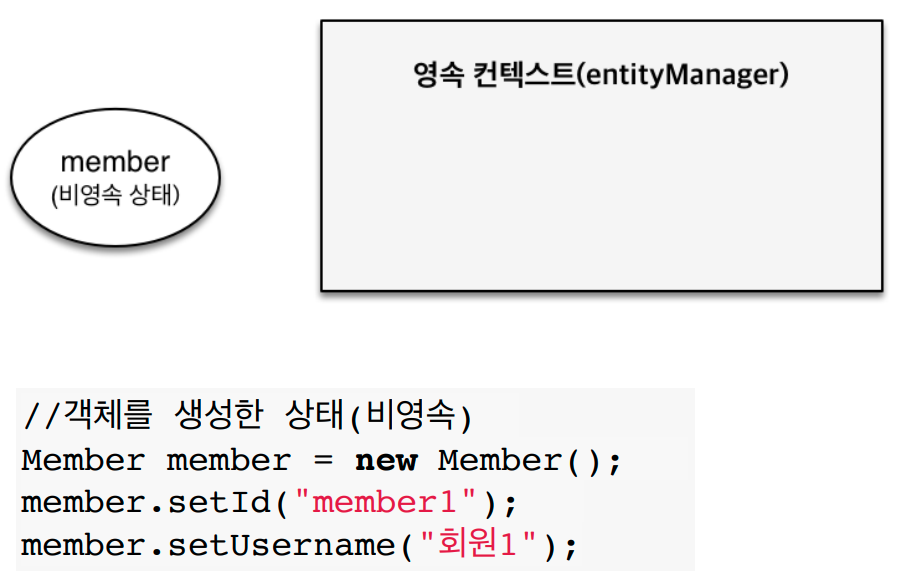 영속 컨텍스트(entityManager)
member
(비영속 상태)
//객체를 생성한 상태(비영속)
Member member = new Member();
member.setId("member1");
member.setUsername("회원1");